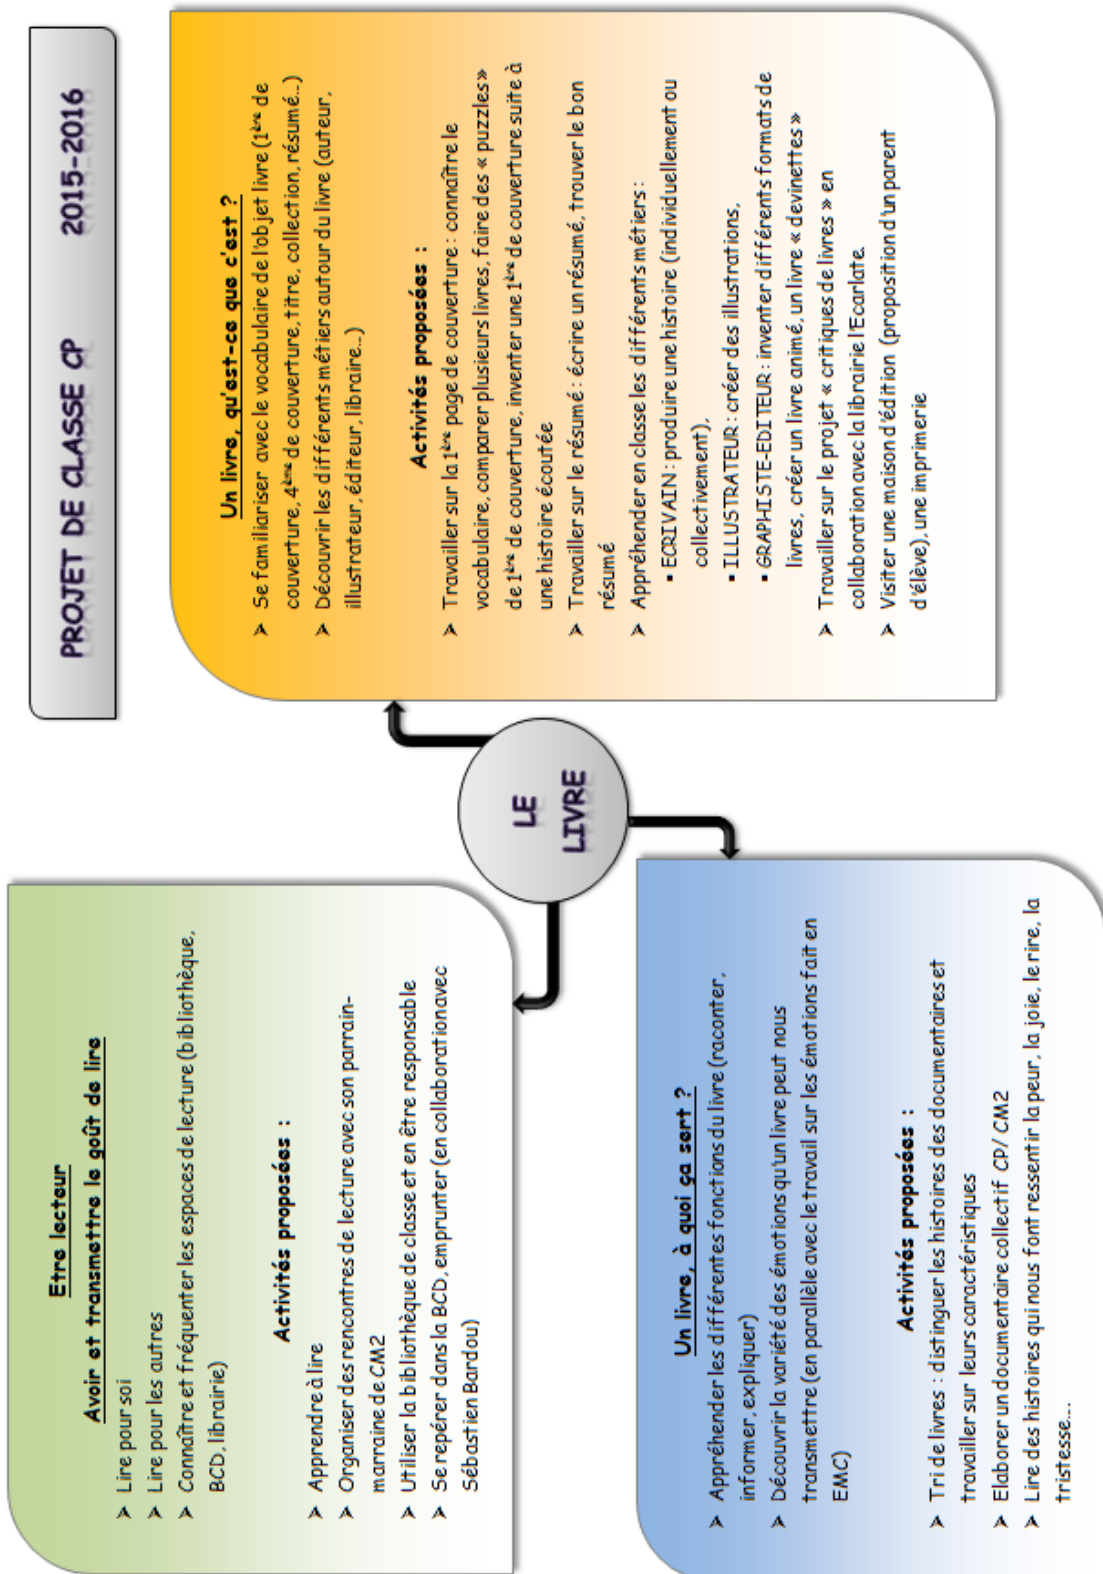 PROJET DE CLASSE CP 2015-2016
Etre lecteur
Avoir et transmettre le goût de lire
➤ Lire pour soi
➤ Lire pour les autres
➤ Connaître et fréquenter les espaces de lecture (bibliothèque,
BCD, librairie)
Activités proposées :
➤ Apprendre à lire
➤ Organiser des rencontres de lecture avec son parrain-
marraine de CM2
➤ Utiliser la bibliothèque de classe et en être responsable
➤ Se repérer dans la BCD, emprunter (en collaboration avec
Sébastien Bardou)
LE
LIVRE
Un livre, qu'est-ce que c'est ?
➤ Se familiariser avec le vocabulaire de l'objet livre (1ère de
couverture, 4ème de couverture, titre, collection, résumé...)
➤ Découvrir les différents métiers autour du livre (auteur,
illustrateur, éditeur, libraire...)
Activités proposées :
➤ Travailler sur la 1ère page de couverture : connaître le
vocabulaire, comparer plusieurs livres, faire des « puzzles»
de 1ère de couverture, inventer une 1ère de couverture suite à
une histoire écoutée
➤ Travailler sur le résumé : écrire un résumé, trouver le bon
résumé
➤ Appréhender en classe les différents métiers :
▪ ECRIVAIN : produire une histoire (individuellement ou
collectivement).
▪ ILLUSTRATEUR : créer des illustrations,
▪ GRAPHISTE-EDITEUR : inventer différents formats de
livres, créer un livre animé, un livre « devinettes »
➤ Travailler sur le projet « critiques de livres » en
collaboration avec la librairie l'Ecarlate.
➤ Visiter une maison d'édition (proposition d'un parent
d'élève), une imprimerie
Un livre, à quoi ça sert ?
➤ Appréhender les différentes fonctions du livre (raconter,
informer, expliquer)
➤ Découvrir la variété des émotions qu'un livre peut nous
transmettre (en parallèle avec le travail sur les émotions fait en
EMC)
Activités proposées :
➤ Tri de livres : distinguer les histoires des documentaires et
travailler sur leurs caractéristiques
➤ Elaborer un documentaire collectif CP/ CM2
➤ Lire des histoires qui nous font ressentir la peur, la joie, le rire, la
tristesse...